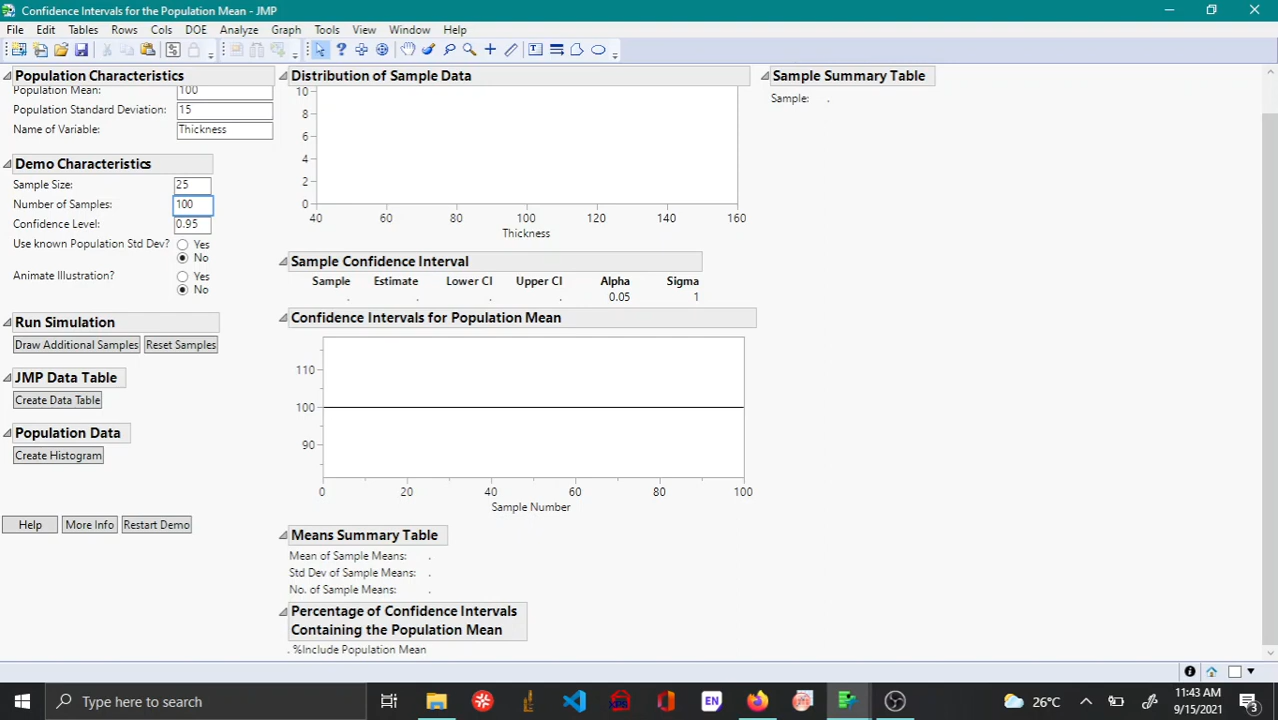 Confidence Intervals for the Population Mean - JMP
File Edit Tables Rows Cols DOE Analyze Graph Tools View Window Help
Population Characteristics
Population Mean: 100
Population Standard Deviation: 15
Name of Variable: Thickness
Demo Characteristics
Sample Size: 25
Number of Samples: 100
Confidence Level: 0.95
Use known Population Std Dev? Yes
No
Animate Illustration? Yes
No
Run Simulation
Draw Additional Samples Reset Samples
JMP Data Table
Create Data Table
Population Data
Create Histogram
Help More Info Restart Demo
Distribution of Sample Data
10
8
6
4
2
0
40 60 80 100 120 140 160
Thickness
Sample Confidence Interval
Sample Estimate Lower CI Upper CI Alpha Sigma
. . . . 0.05 1
Confidence Intervals for Population Mean
110
100
90
0 20 40 60 80 100
Sample Number
Means Summary Table
Mean of Sample Means: .
Std Dev of Sample Means: .
No. of Sample Means: .
Percentage of Confidence Intervals
Containing the Population Mean
. %Include Population Mean
Sample Summary Table
Sample: .
Type here to search
EN
26°C
11:43 AM
9/15/2021
3